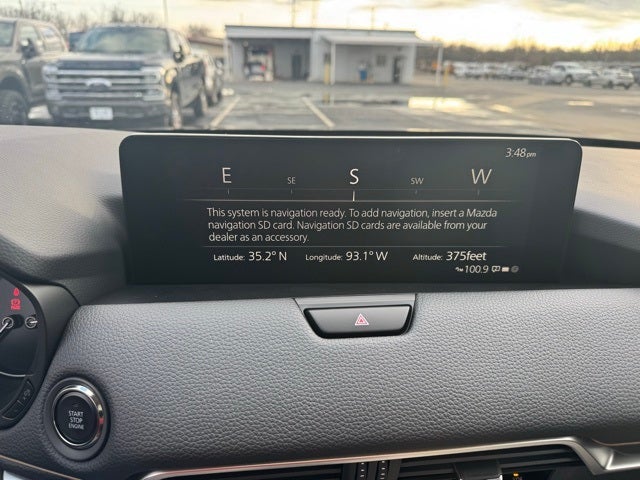 3:48pm
E SE S SW W
This system is navigation ready. To add navigation, insert a Mazda
navigation SD card. Navigation SD cards are available from your
dealer as an accessory.
Latitude: 35.2° N Longitude: 93.1° W Altitude: 375feet
100.9
START
STOP
ENGINE